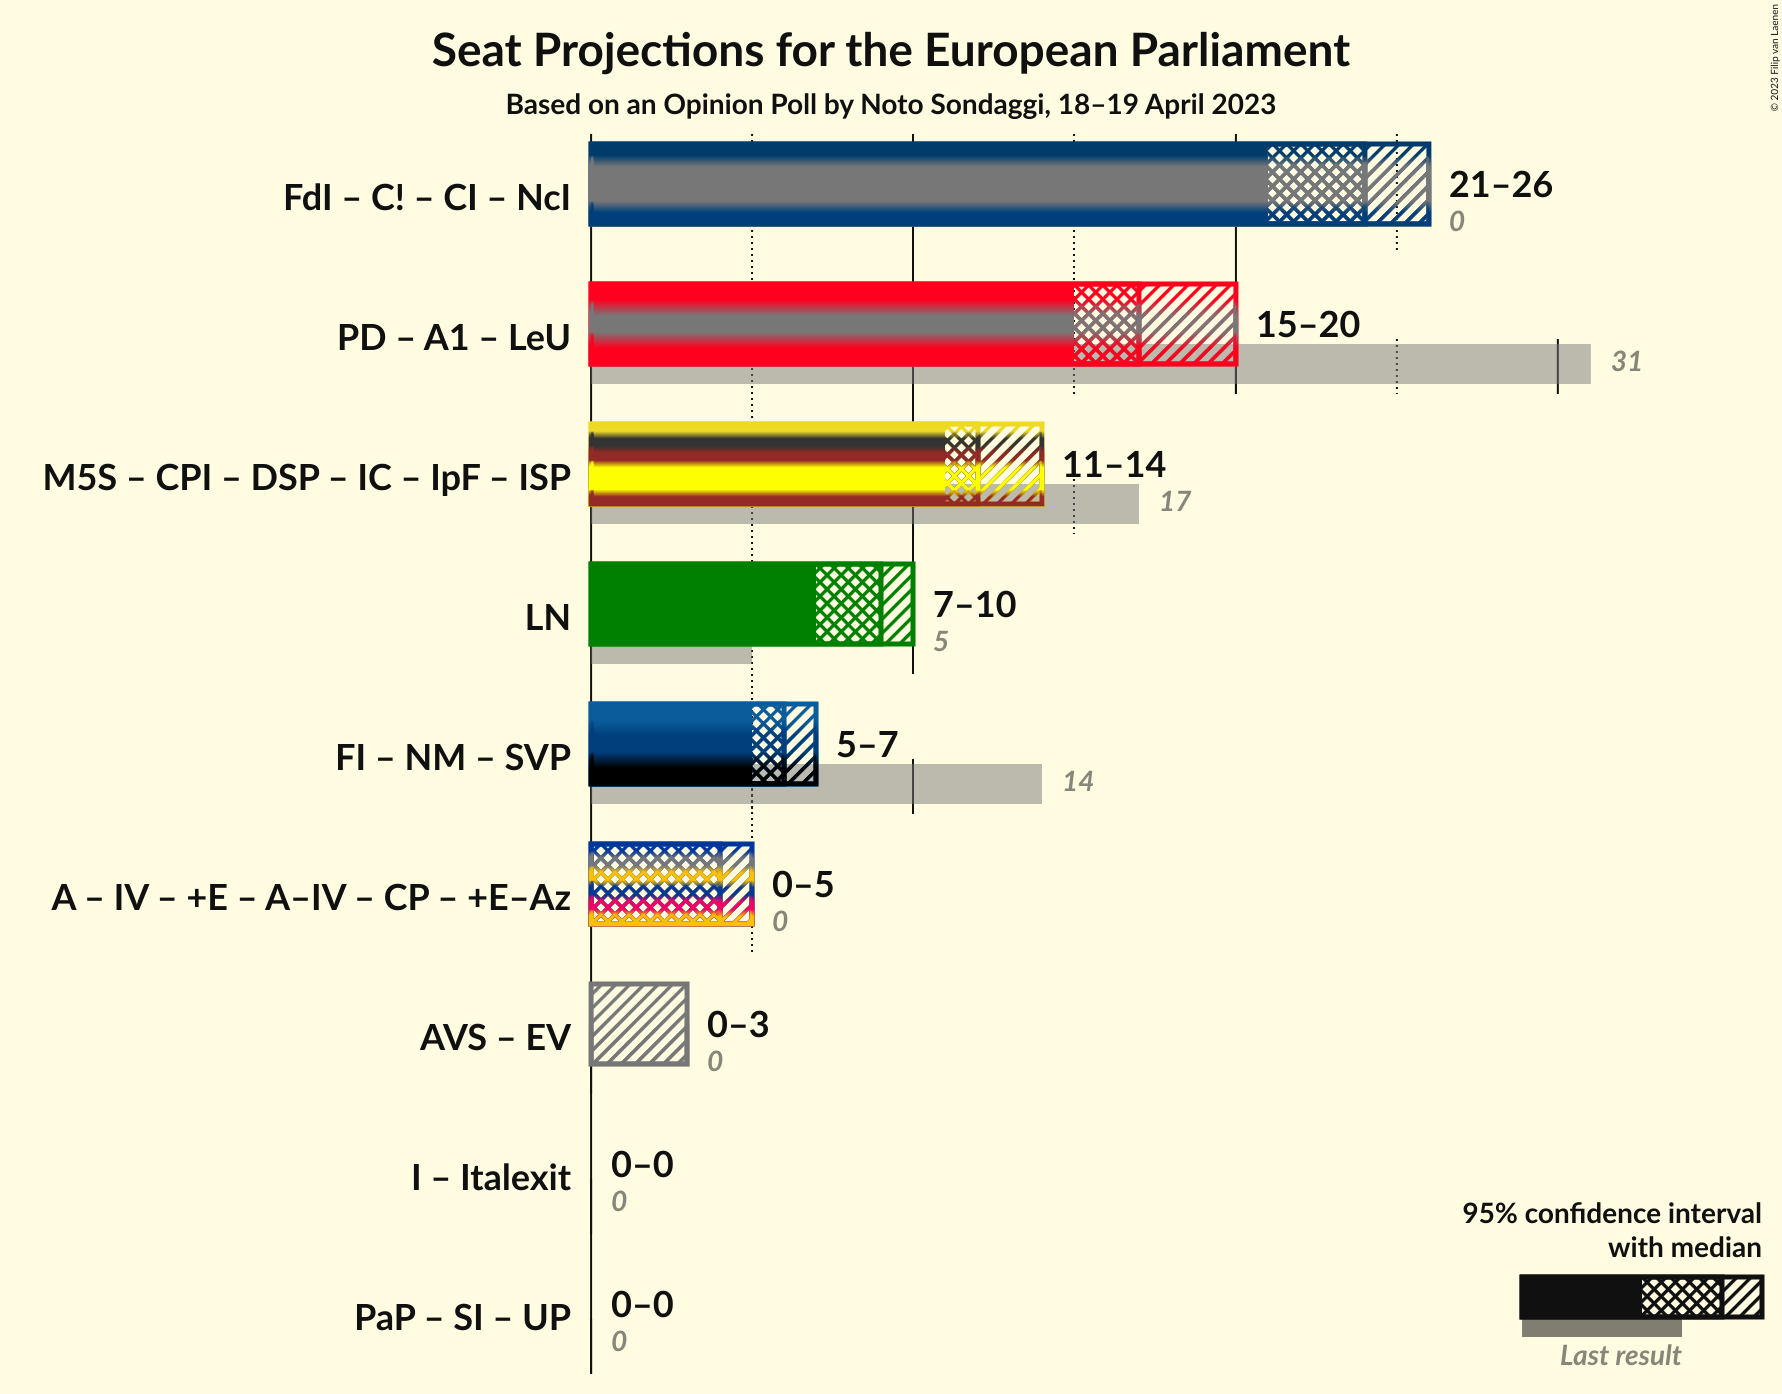 Seat Projections for the European Parliament
Based on an Opinion Poll by Noto Sondaggi, 18–19 April 2023
© 2023 Filip van Laenen
FdI – C! – CI – NcI
21–26
0
PD – A1 – LeU
15–20
31
M5S – CPI – DSP – IC – IpF – ISP
11–14
17
LN
7–10
5
FI – NM – SVP
5–7
14
A – IV – +E – A–IV – CP – +E–Az
0–5
0
AVS – EV
0–3
0
I – Italexit
0–0
0
PaP – SI – UP
0–0
0
95% confidence interval
with median
Last result